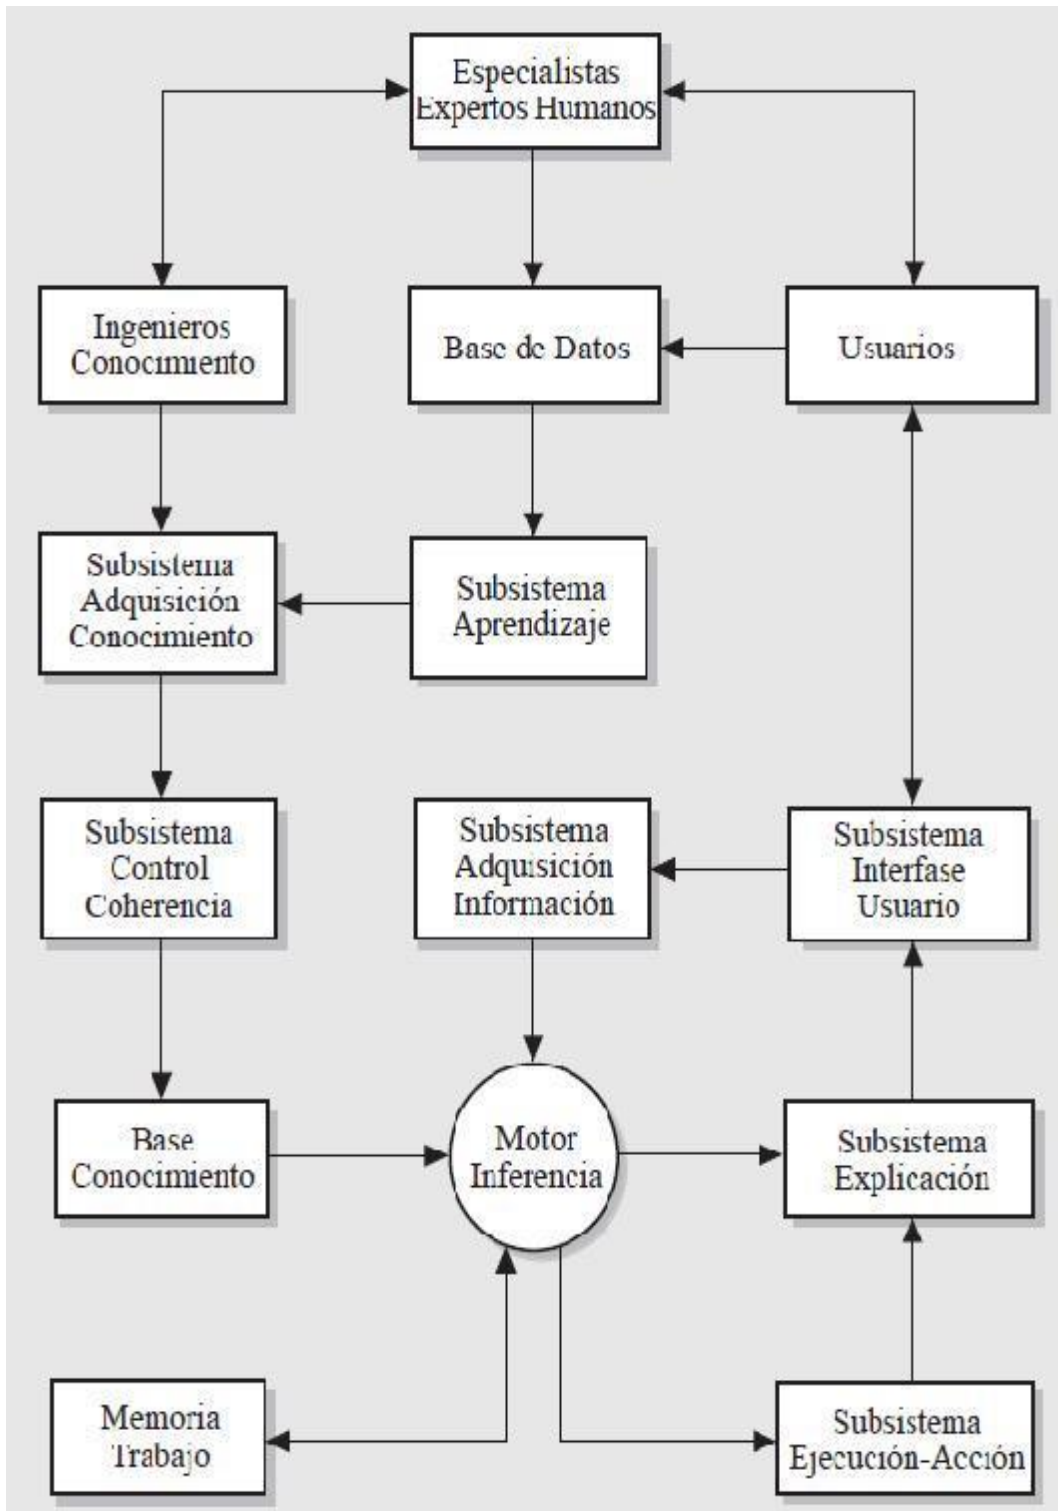 Especialistas
Expertos Humanos
Ingenieros
Conocimiento
Base de Datos
Usuarios
Subsistema
Adquisición
Conocimiento
Subsistema
Aprendizaje
Subsistema
Control
Coherencia
Subsistema
Adquisición
Información
Subsistema
Interfase
Usuario
Base
Conocimiento
Motor
Inferencia
Subsistema
Explicación
Memoria
Trabajo
Subsistema
Ejecución-Acción